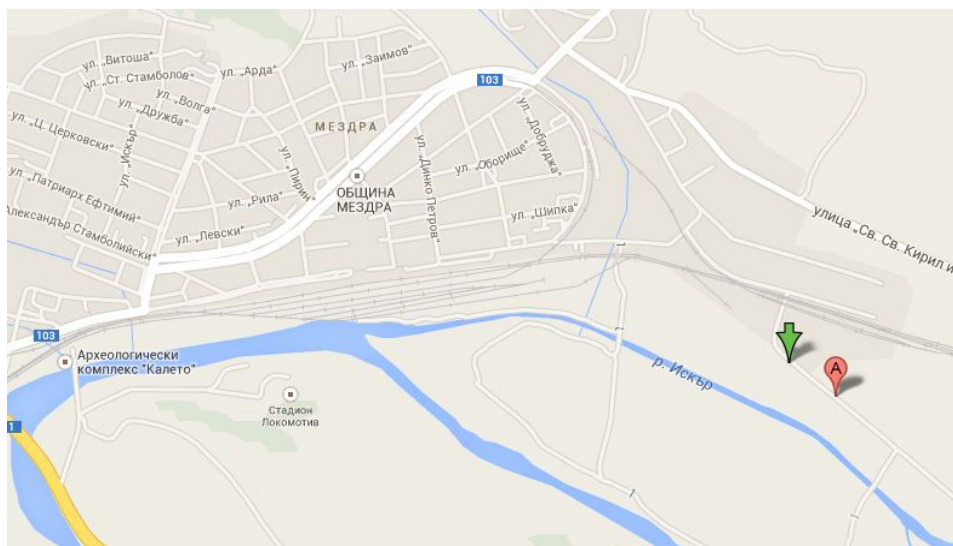 ул. „Витоша“
ул. „Ст. Стамболов“
ул. „Волга“
ул. „Дружба“
ул. „Ц. Церковски“
ул. „Искър“
ул. „Патриарх Ефтимий“
Александър Стамболийски“
ул. „Арда“
ул. „Заимов“
103
МЕЗДРА
ул. „Пирин“
ул. „Рила“
ул. „Левски“
ОБЩИНА
МЕЗДРА
ул. „Динко Петров“
ул. „Оборище“
ул. „Добруджа“
ул. „Шипка“
улица „Св. Св. Кирил и
1
103
Археологически
комплекс "Калето"
Стадион
Локомотив
1
р. Искър
A
1
1
1